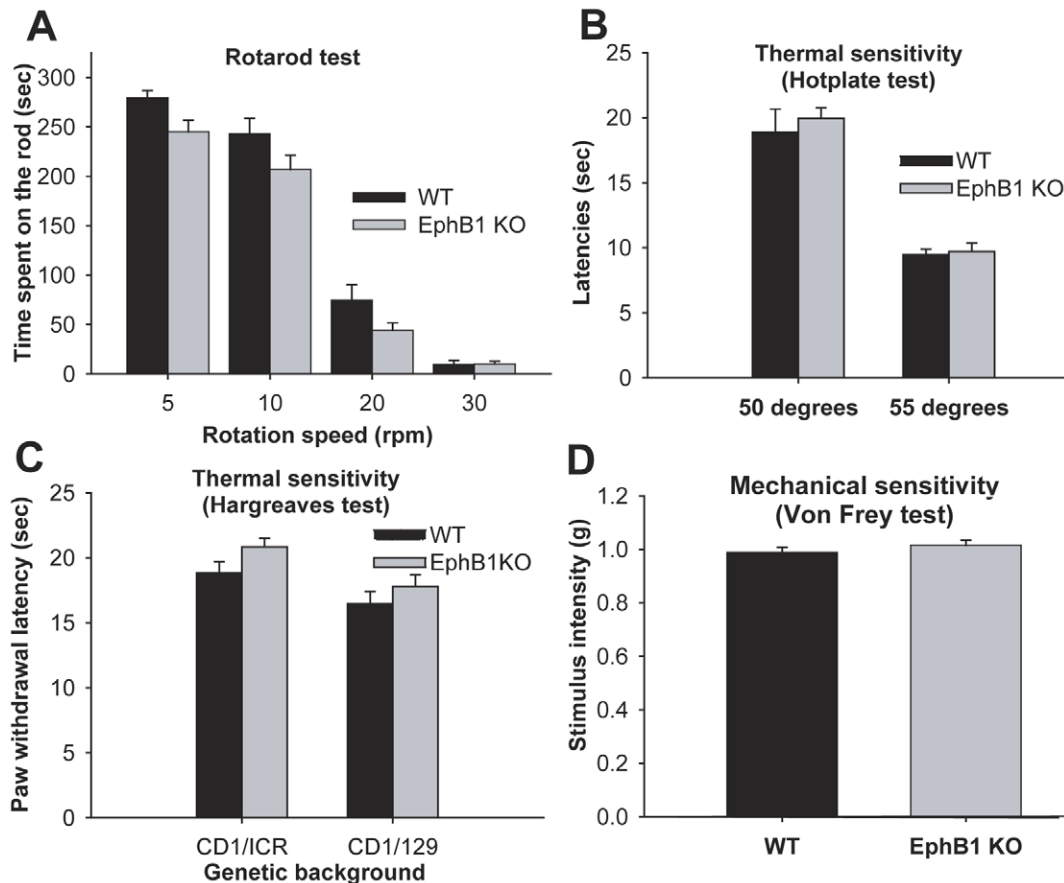 A
Rotarod test
Time spent on the rod (sec)
300
250
200
150
100
50
0
WT
EphB1 KO
5 10 20 30
Rotation speed (rpm)
B
Thermal sensitivity
(Hotplate test)
Latencies (sec)
25
20
15
10
5
0
WT
EphB1 KO
50 degrees 55 degrees
C
Thermal sensitivity
(Hargreaves test)
Paw withdrawal latency (sec)
25
20
15
10
5
0
WT
EphB1KO
CD1/ICR CD1/129
Genetic background
D
Mechanical sensitivity
(Von Frey test)
Stimulus intensity (g)
1.2
1.0
0.8
0.6
0.4
0.2
0.0
WT EphB1 KO